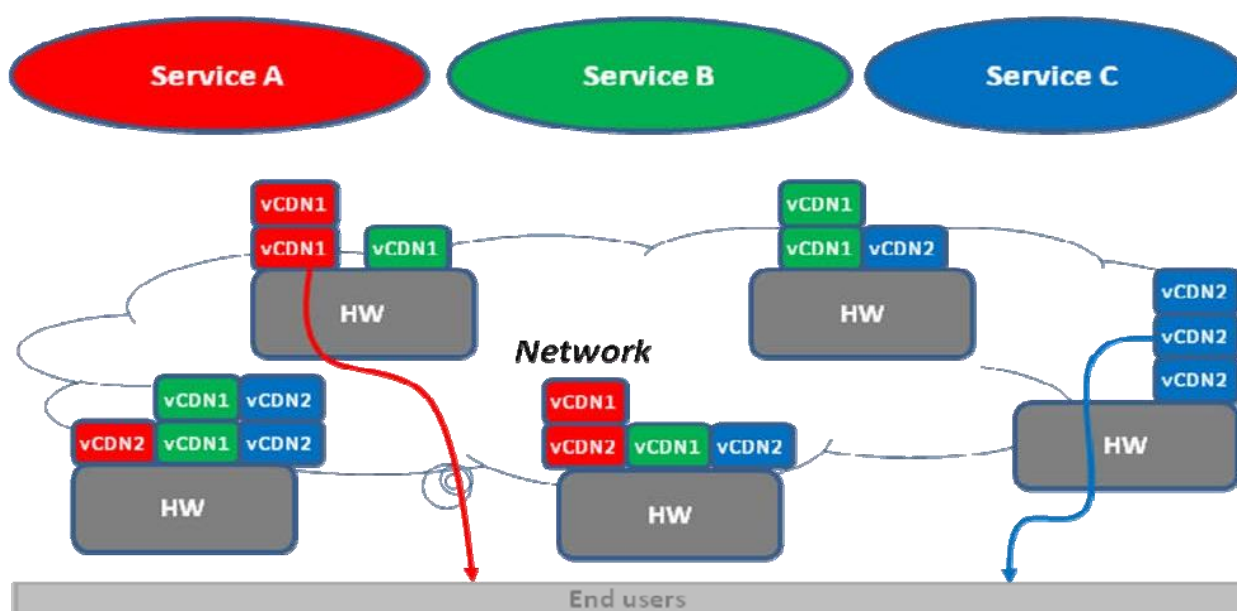 Service A
Service B
Service C
vCDN1
vCDN1
vCDN1
HW
vCDN1
vCDN1
vCDN2
HW
vCDN2
vCDN2
vCDN2
HW
Network
vCDN1
vCDN2
vCDN2
vCDN1
vCDN2
HW
vCDN1
vCDN2
vCDN1
vCDN2
HW
End users